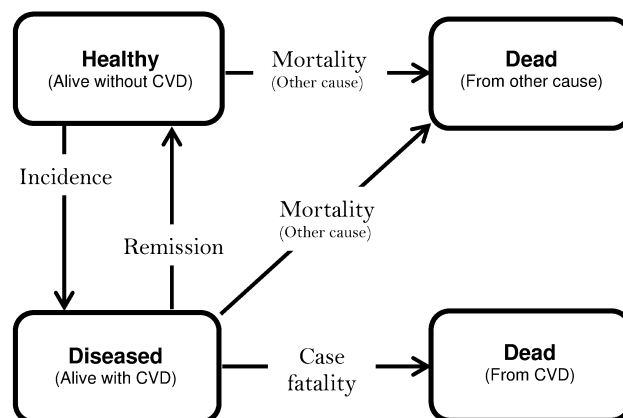 Healthy
(Alive without CVD)
Mortality
(Other cause)
Dead
(From other cause)
Incidence
Remission
Mortality
(Other cause)
Diseased
(Alive with CVD)
Case
fatality
Dead
(From CVD)